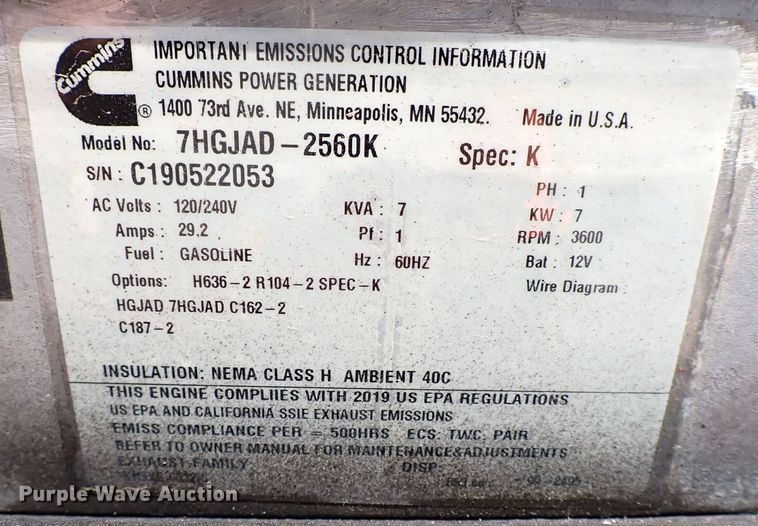 Cummins
IMPORTANT EMISSIONS CONTROL INFORMATION
CUMMINS POWER GENERATION
® 1400 73rd Ave. NE, Minneapolis, MN 55432. Made in U.S.A.
Model No: 7HGJAD-2560K Spec: K
S/N : C190522053
PH : 1
AC Volts : 120/240V KVA : 7 KW : 7
Amps : 29.2 Pf : 1 RPM : 3600
Fuel : GASOLINE Hz : 60HZ Bat : 12V
Options: H636-2 R104-2 SPEC-K Wire Diagram :
HGJAD 7HGJAD C162-2
C187-2
INSULATION: NEMA CLASS H AMBIENT 40C
THIS ENGINE COMPLIIES WITH 2019 US EPA REGULATIONS
US EPA AND CALIFORNIA SSIE EXHAUST EMISSIONS
EMISS COMPLIANCE PER = 500HRS ECS: TWC, PAIR
REFER TO OWNER MANUAL FOR MAINTENANCE&ADJUSTMENTS
EXHAUST FAMILY DISP:
Purple Wave Auction